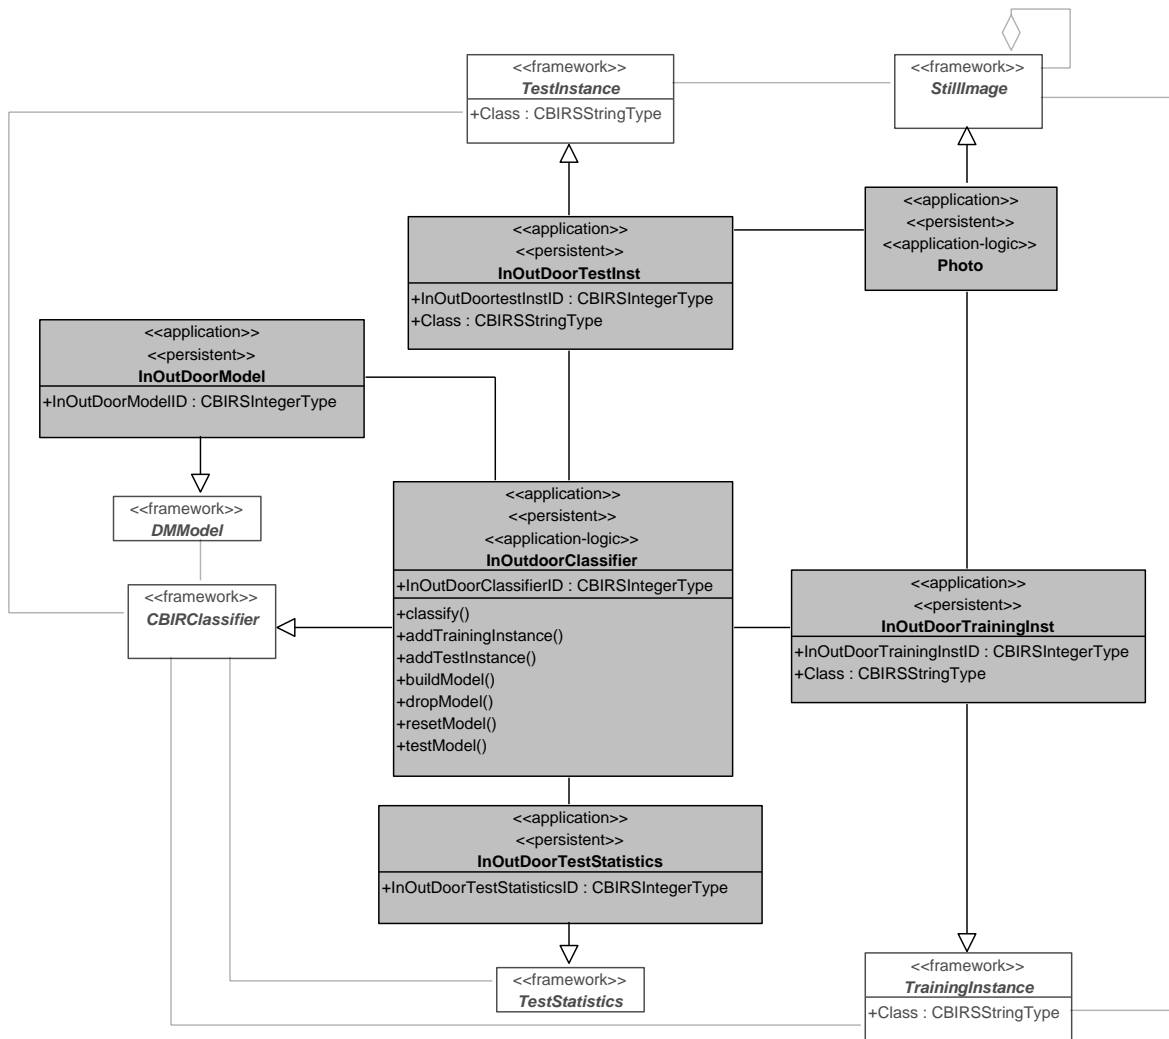 <<framework>>
TestInstance
+Class : CBIRSStringType
<<framework>>
StillImage
<<application>>
<<persistent>>
<<application-logic>>
Photo
<<application>>
<<persistent>>
InOutDoorTestInst
+InOutDoortestInstID : CBIRSIntegerType
+Class : CBIRSStringType
<<application>>
<<persistent>>
InOutDoorModel
+InOutDoorModelID : CBIRSIntegerType
<<framework>>
DMModel
<<application>>
<<persistent>>
<<application-logic>>
InOutdoorClassifier
+InOutDoorClassifierID : CBIRSIntegerType
+classify()
+addTrainingInstance()
+addTestInstance()
+buildModel()
+dropModel()
+resetModel()
+testModel()
<<framework>>
CBIRClassifier
<<application>>
<<persistent>>
InOutDoorTrainingInst
+InOutDoorTrainingInstID : CBIRSIntegerType
+Class : CBIRSStringType
<<application>>
<<persistent>>
InOutDoorTestStatistics
+InOutDoorTestStatisticsID : CBIRSIntegerType
<<framework>>
TestStatistics
<<framework>>
TrainingInstance
+Class : CBIRSStringType